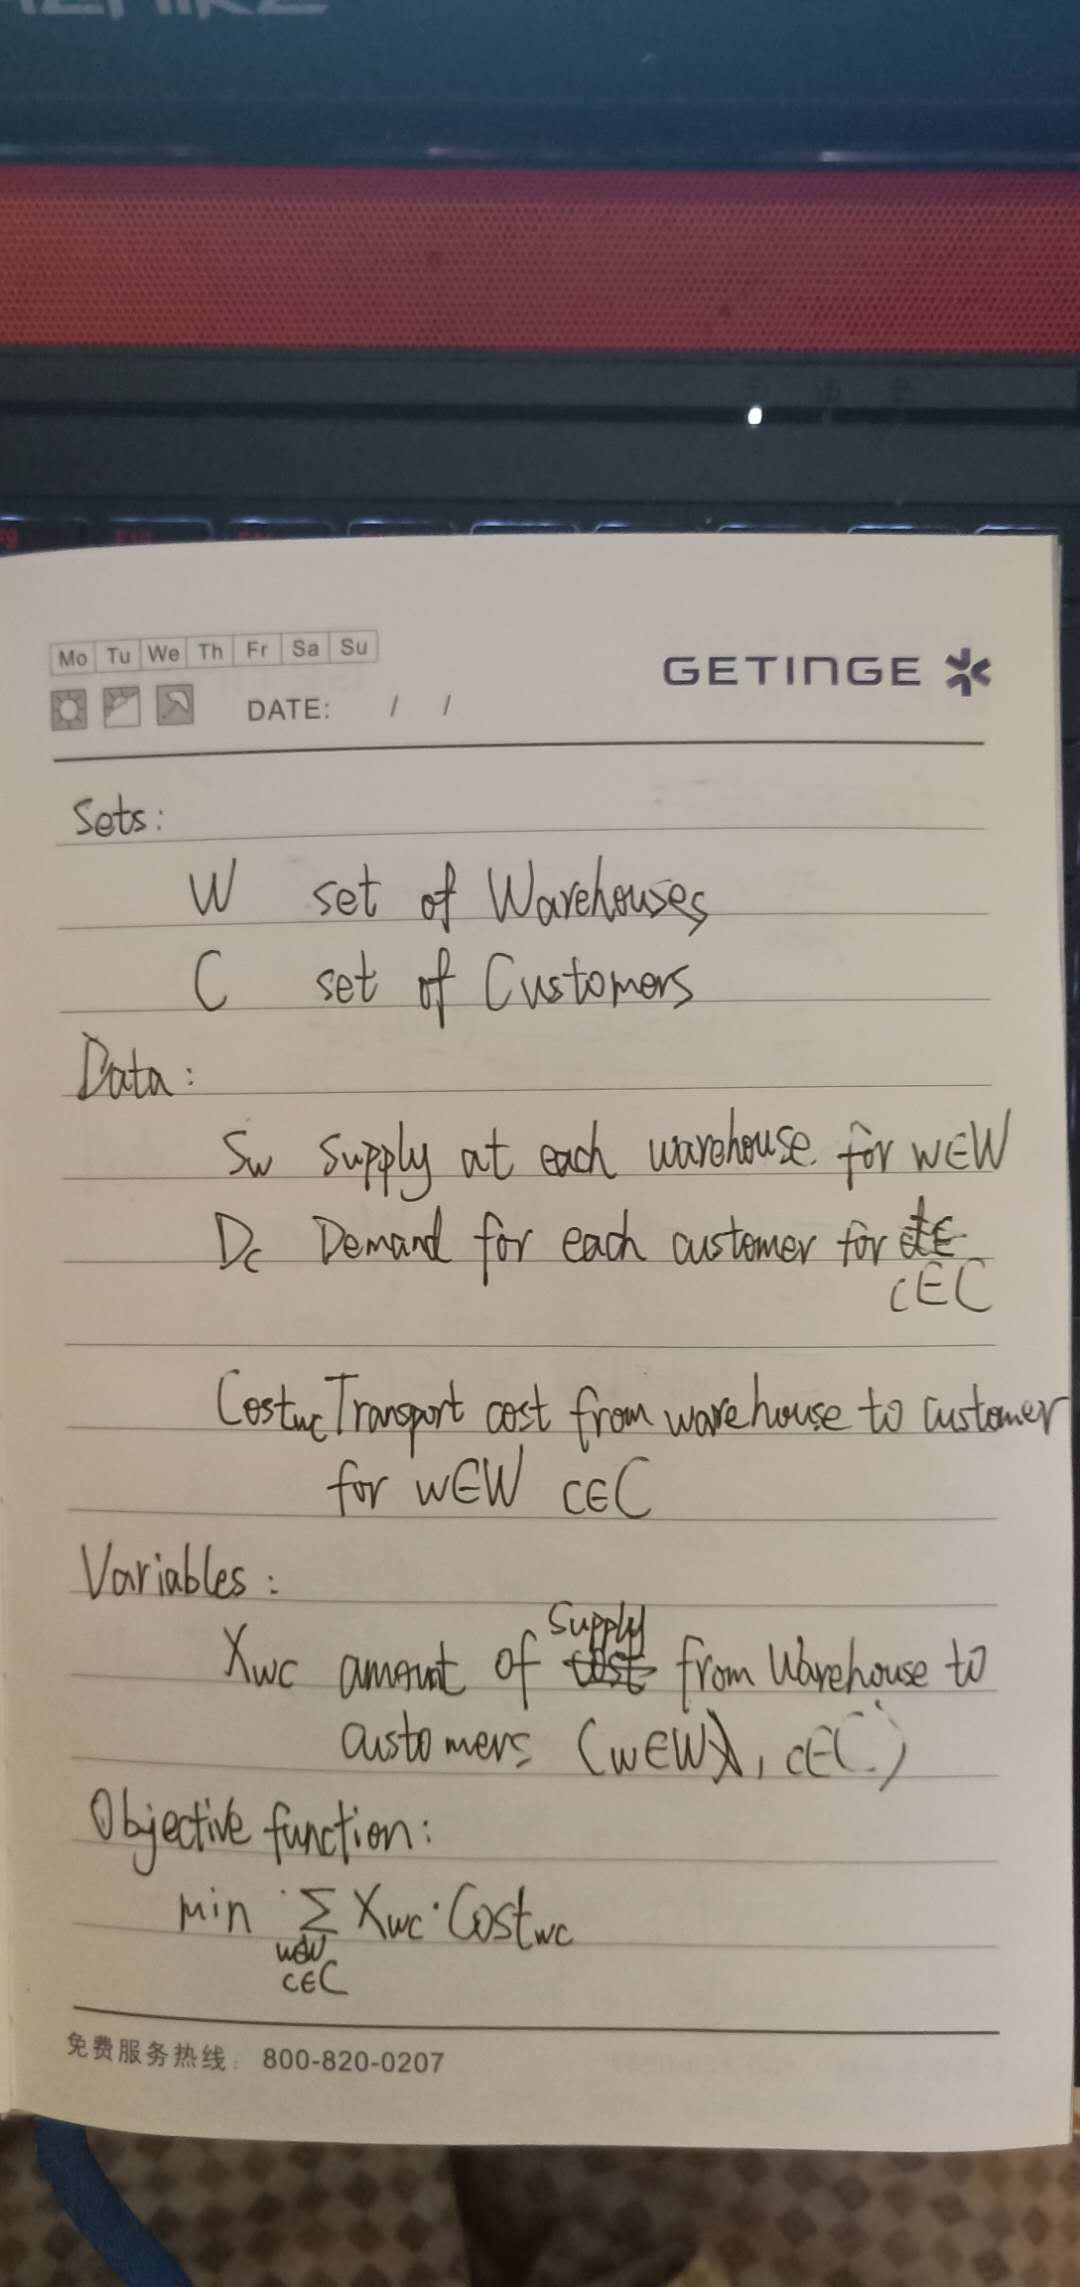 Mo Tu We Th Fr Sa Su
GETINGE
DATE: / /
Sets:
W set of Warehouses
C set of Customers
Data:
Sw supply at each warehouse for w∈W
Dc Demand for each customer for
c∈C
Costwc Transport cost from warehouse to customer
for w∈W c∈C
Variables:
supply
Xwc amount of cost from Warehouse to
customers (w∈W, c∈C)
Objective function:
min Σ Xwc·Costwc
w∈W
c∈C
免费服务热线: 800-820-0207